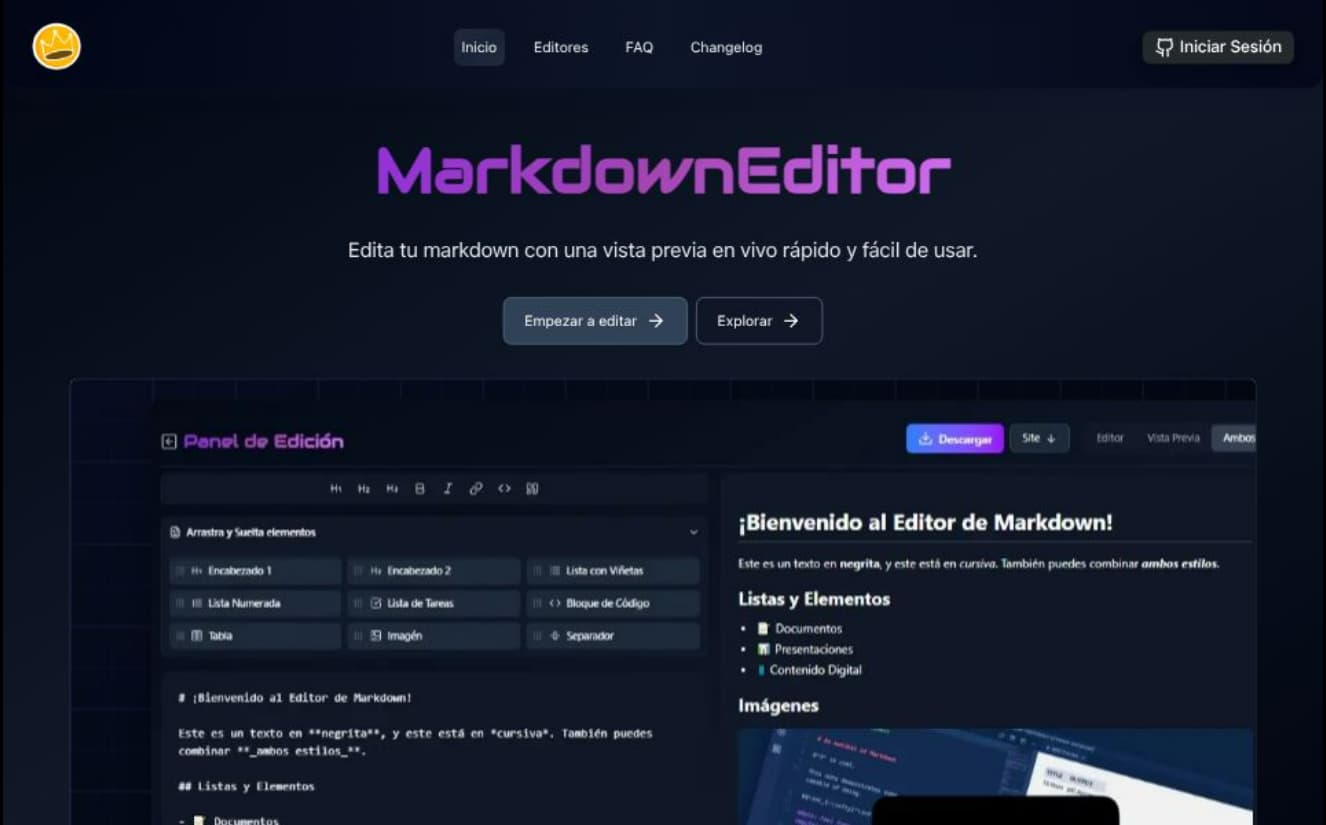 Inicio Editores FAQ Changelog Iniciar Sesión
MarkdownEditor
Edita tu markdown con una vista previa en vivo rápido y fácil de usar.
Empezar a editar → Explorar →
Panel de Edición
Descargar Site ↓ Editor Vista Previa Ambos
H1 H2 H3 B I <>
Arrastra y Suelta elementos
H1 Encabezado 1 H2 Encabezado 2 Lista con Viñetas
Lista Numerada Lista de Tareas <> Bloque de Código
Tabla Imagén Separador
# ¡Bienvenido al Editor de Markdown!
Este es un texto en **negrita**, y este está en *cursiva*. También puedes
combinar **_ambos estilos_**.
## Listas y Elementos
- 📝 Documentos
¡Bienvenido al Editor de Markdown!
Este es un texto en negrita, y este está en cursiva. También puedes combinar ambos estilos.
Listas y Elementos
• 📝 Documentos
• 📊 Presentaciones
• 📱 Contenido Digital
Imágenes